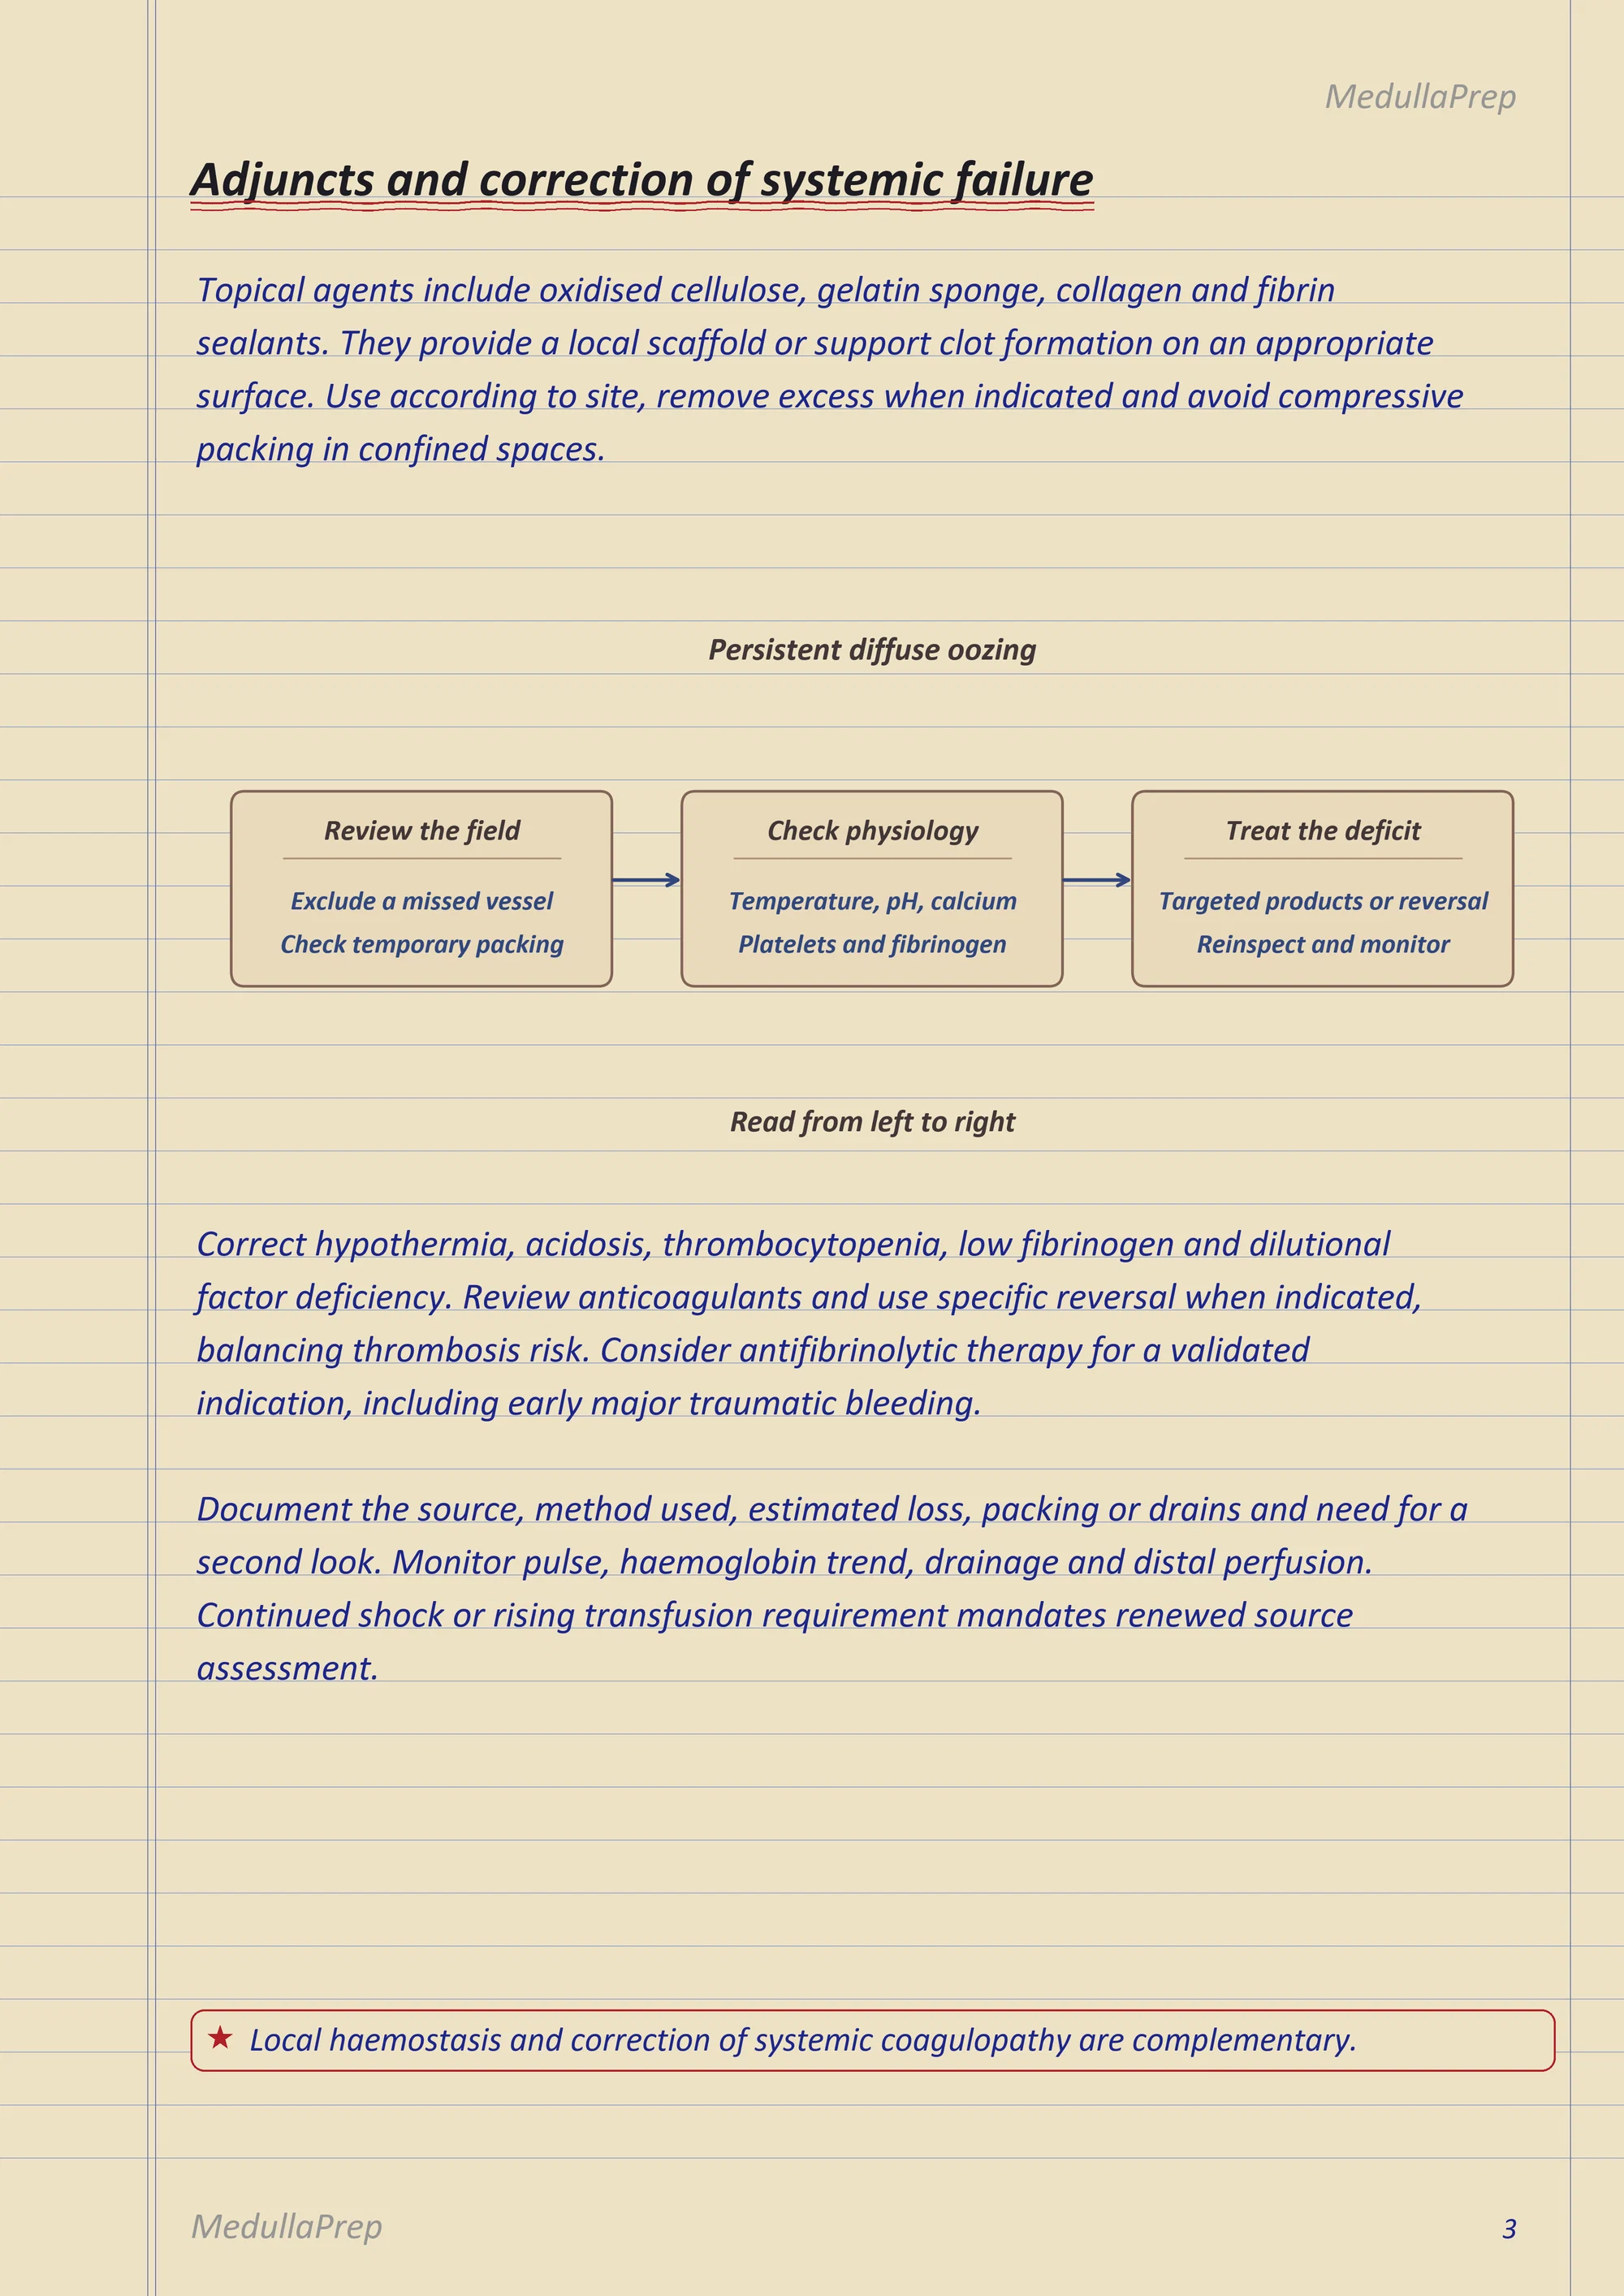 MedullaPrep
Adjuncts and correction of systemic failure
Topical agents include oxidised cellulose, gelatin sponge, collagen and fibrin
sealants. They provide a local scaffold or support clot formation on an appropriate
surface. Use according to site, remove excess when indicated and avoid compressive
packing in confined spaces.
Persistent diffuse oozing
Review the field
Exclude a missed vessel
Check temporary packing
Check physiology
Temperature, pH, calcium
Platelets and fibrinogen
Treat the deficit
Targeted products or reversal
Reinspect and monitor
Read from left to right
Correct hypothermia, acidosis, thrombocytopenia, low fibrinogen and dilutional
factor deficiency. Review anticoagulants and use specific reversal when indicated,
balancing thrombosis risk. Consider antifibrinolytic therapy for a validated
indication, including early major traumatic bleeding.
Document the source, method used, estimated loss, packing or drains and need for a
second look. Monitor pulse, haemoglobin trend, drainage and distal perfusion.
Continued shock or rising transfusion requirement mandates renewed source
assessment.
★ Local haemostasis and correction of systemic coagulopathy are complementary.
MedullaPrep
3